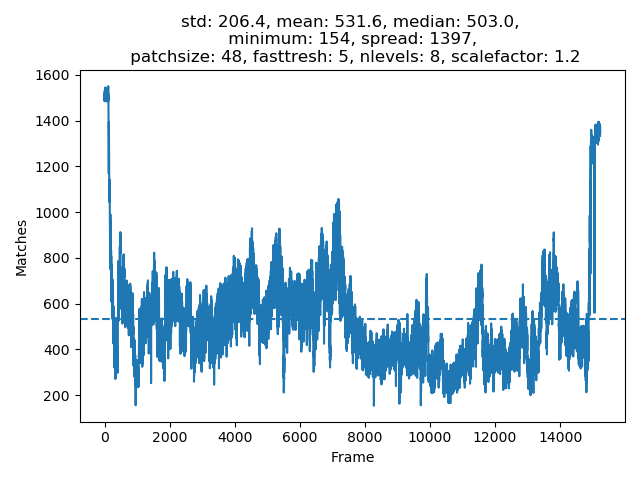 std: 206.4, mean: 531.6, median: 503.0,
minimum: 154, spread: 1397,
patchsize: 48, fasttresh: 5, nlevels: 8, scalefactor: 1.2
1600
1400
1200
1000
800
600
400
200
Matches
0 2000 4000 6000 8000 10000 12000 14000
Frame